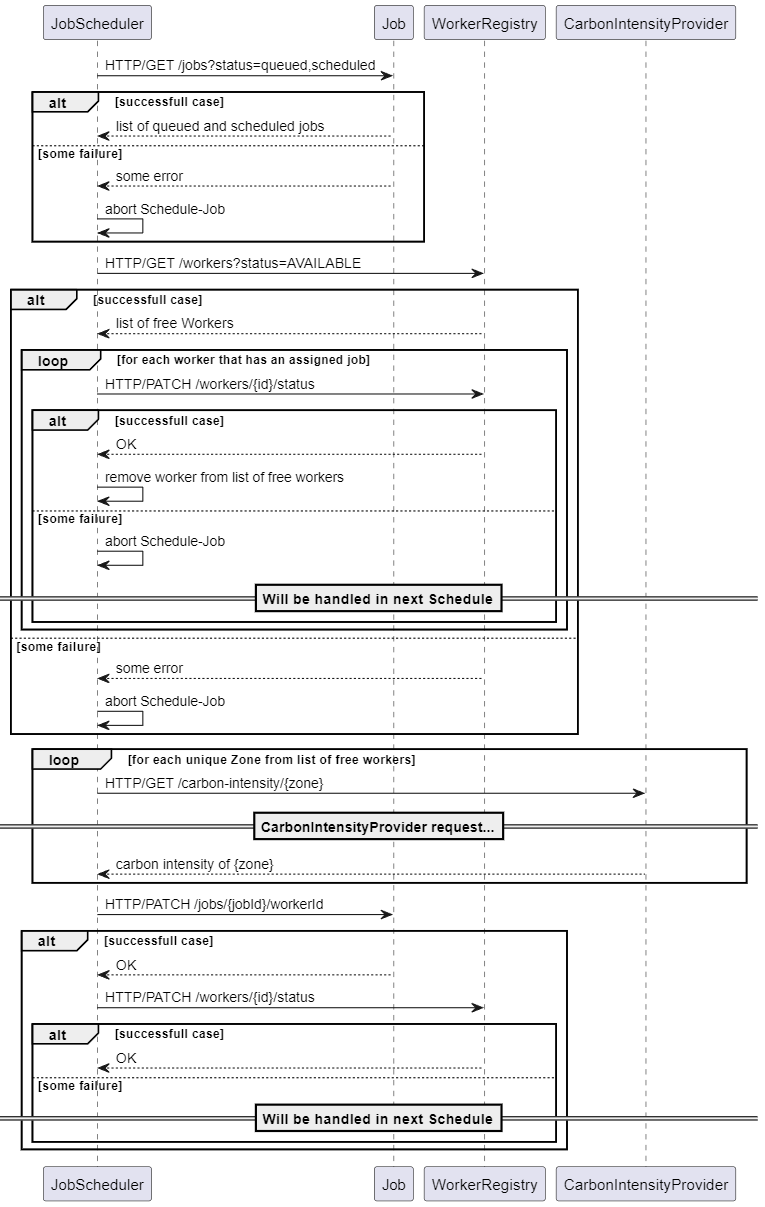 JobScheduler Job WorkerRegistry CarbonIntensityProvider
HTTP/GET /jobs?status=queued,scheduled
alt [successfull case]
list of queued and scheduled jobs
[some failure]
some error
abort Schedule-Job
HTTP/GET /workers?status=AVAILABLE
alt [successfull case]
list of free Workers
loop [for each worker that has an assigned job]
HTTP/PATCH /workers/{id}/status
alt [successfull case]
OK
remove worker from list of free workers
[some failure]
abort Schedule-Job
Will be handled in next Schedule
[some failure]
some error
abort Schedule-Job
loop [for each unique Zone from list of free workers]
HTTP/GET /carbon-intensity/{zone}
CarbonIntensityProvider request...
carbon intensity of {zone}
HTTP/PATCH /jobs/{jobId}/workerId
alt [successfull case]
OK
HTTP/PATCH /workers/{id}/status
alt [successfull case]
OK
[some failure]
Will be handled in next Schedule
JobScheduler Job WorkerRegistry CarbonIntensityProvider